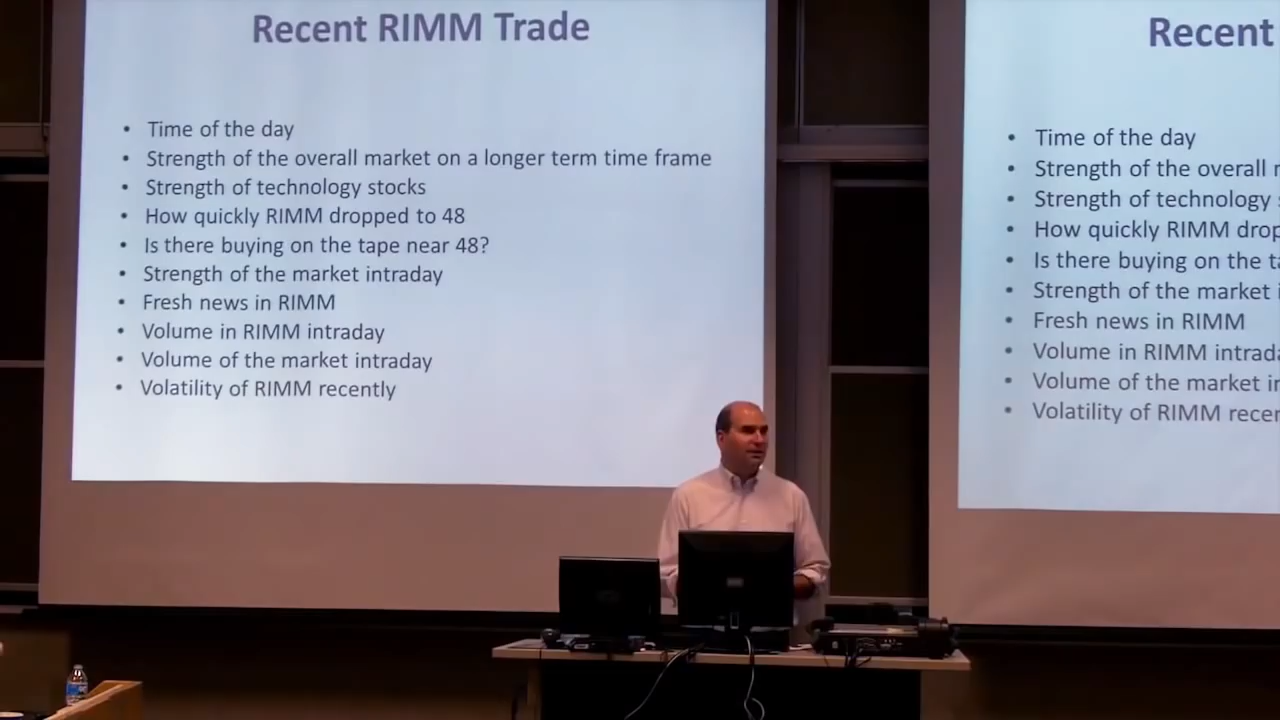 Recent RIMM Trade
• Time of the day
• Strength of the overall market on a longer term time frame
• Strength of technology stocks
• How quickly RIMM dropped to 48
• Is there buying on the tape near 48?
• Strength of the market intraday
• Fresh news in RIMM
• Volume in RIMM intraday
• Volume of the market intraday
• Volatility of RIMM recently
Recent
• Time of the day
• Strength of the overall
• Strength of technology
• How quickly RIMM drop
• Is there buying on the
• Strength of the market
• Fresh news in RIMM
• Volume in RIMM intrada
• Volume of the market
• Volatility of RIMM recen